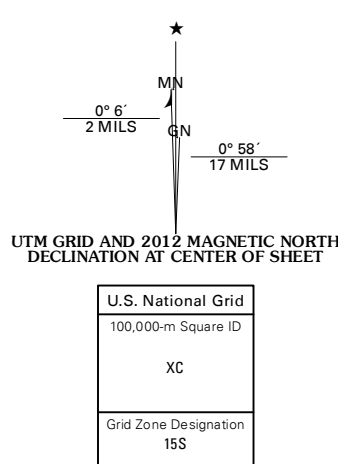 MN
0° 6´
2 MILS
GN
0° 58´
17 MILS
UTM GRID AND 2012 MAGNETIC NORTH
DECLINATION AT CENTER OF SHEET
U.S. National Grid
100,000-m Square ID
XC
Grid Zone Designation
15S